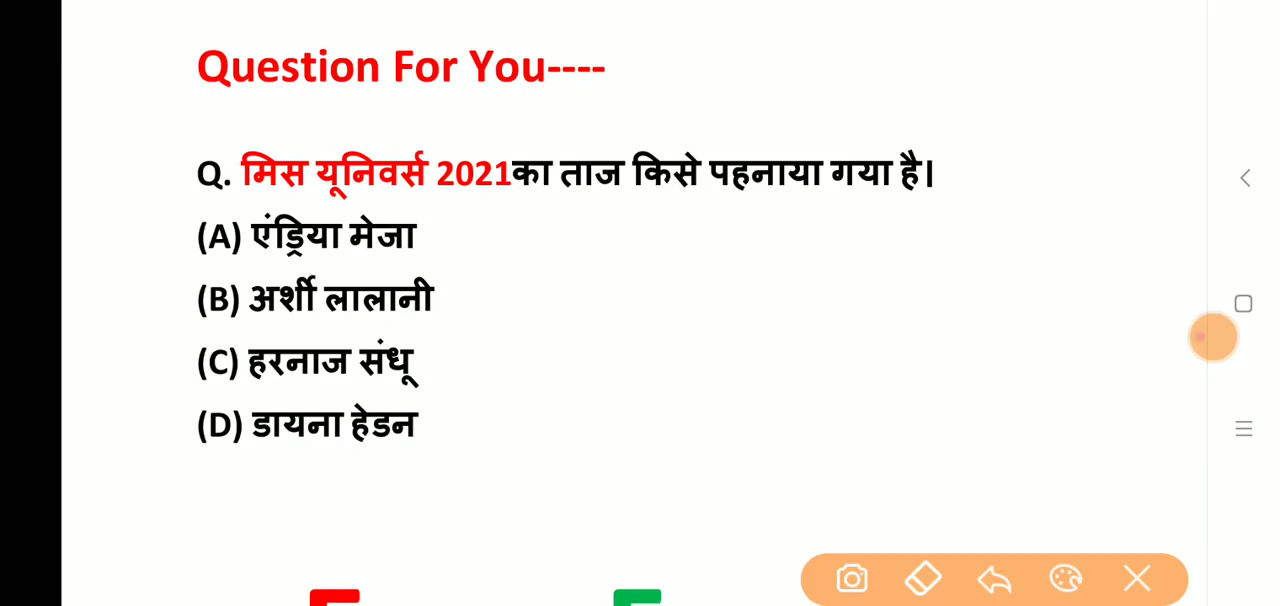 Question For You----
Q. मिस यूनिवर्स 2021का ताज किसे पहनाया गया है।
(A) एंड्रिया मेजा
(B) अर्शी लालानी
(C) हरनाज संधू
(D) डायना हेडन